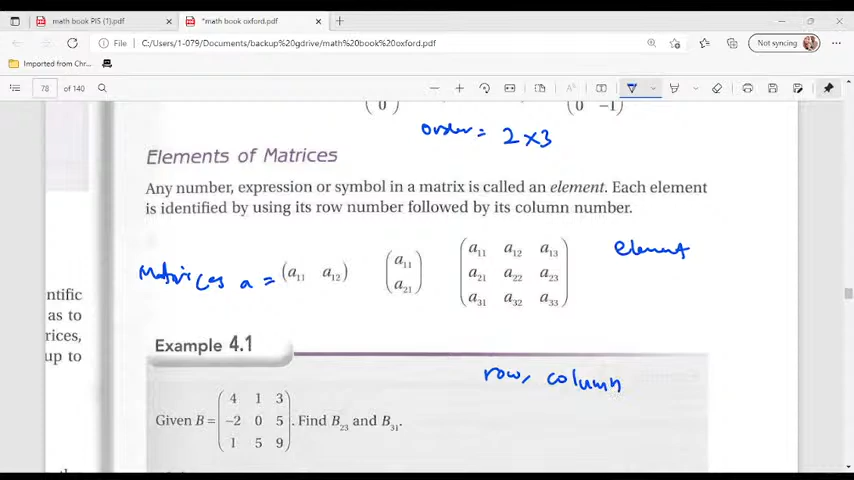 math book PIS (1).pdf
*math book oxford.pdf
File
C:/Users/1-079/Documents/backup%20gdrive/math%20book%20oxford.pdf
Not syncing
Imported from Chr...
78 of 140
(0) (0 −1)
order = 2×3
Elements of Matrices
Any number, expression or symbol in a matrix is called an element. Each element
is identified by using its row number followed by its column number.
Matrices a = (a₁₁ a₁₂)
a₁₁
a₂₁
a₁₁ a₁₂ a₁₃
a₂₁ a₂₂ a₂₃
a₃₁ a₃₂ a₃₃
element
ntific
as to
rices,
up to
Example 4.1
row, column
4 1 3
Given B = −2 0 5 . Find B₂₃ and B₃₁.
1 5 9